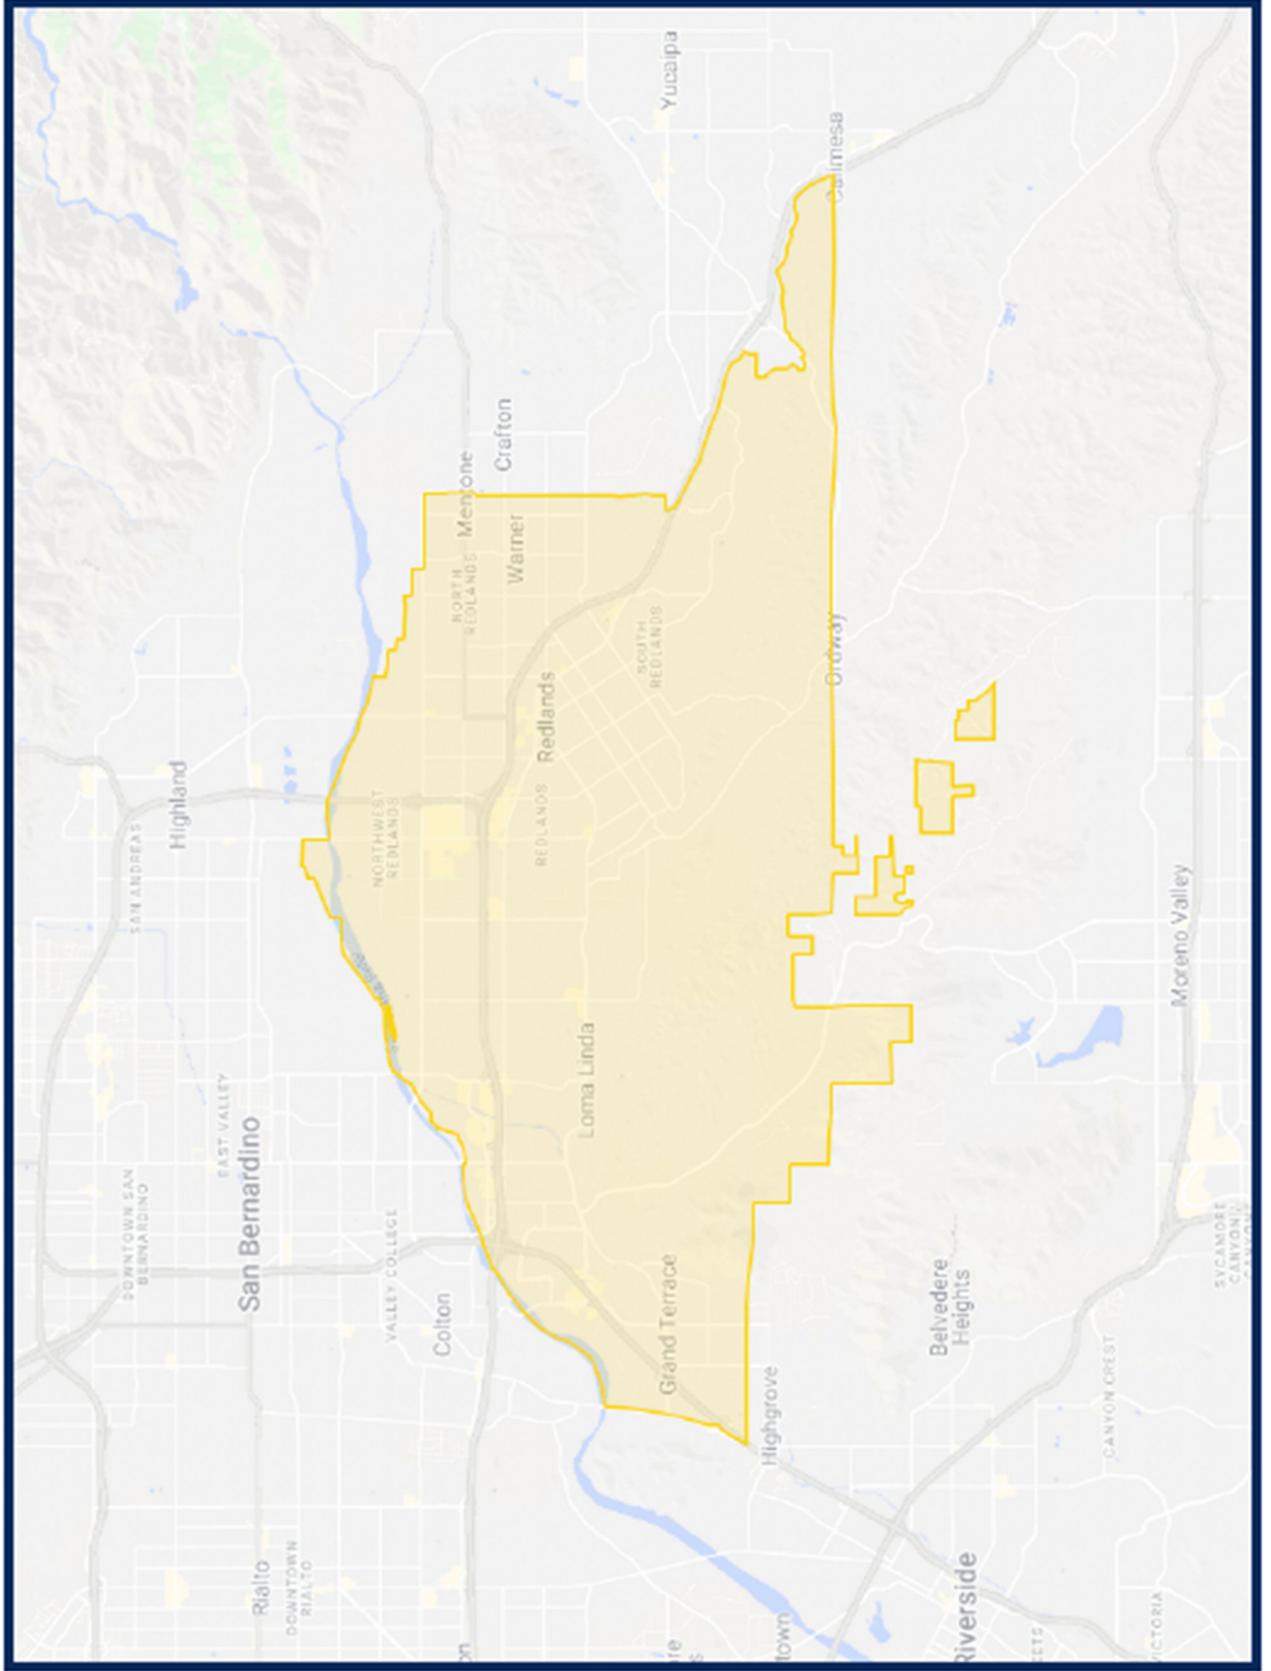 Yucaipa
Calimesa
Crafton
Mentone
Warner
NORTH
REDLANDS
SOUTH
REDLANDS
Ordway
Redlands
Highland
SAN ANDREAS
NORTHWEST
REDLANDS
REDLANDS
Moreno Valley
Loma Linda
EAST VALLEY
San Bernardino
DOWNTOWN SAN
BERNARDINO
VALLEY COLLEGE
Colton
Grand Terrace
Belvedere
Heights
SYCAMORE
CANYON
CANYON CREST
Highgrove
Rialto
DOWNTOWN
RIALTO
Riverside
town